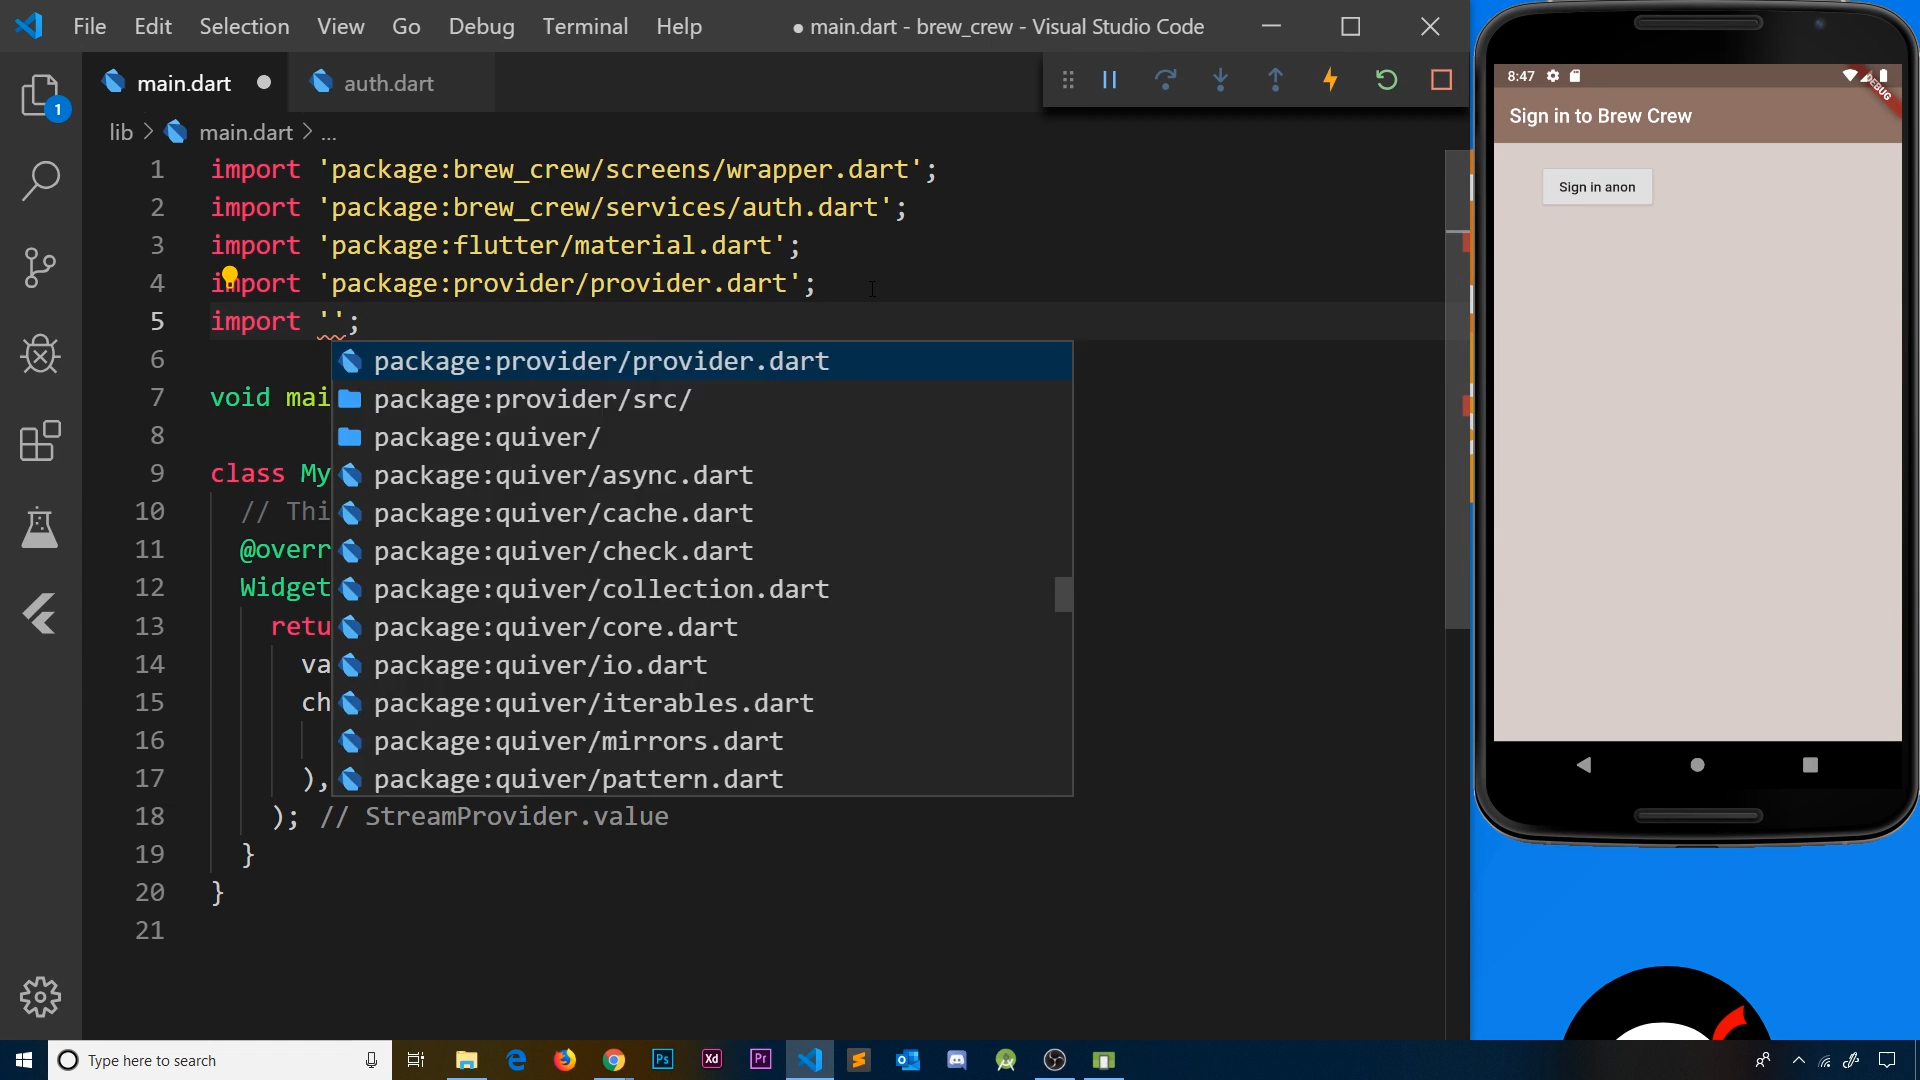 File Edit Selection View Go Debug Terminal Help
● main.dart - brew_crew - Visual Studio Code
main.dart
auth.dart
lib > main.dart > ...
1
1 import 'package:brew_crew/screens/wrapper.dart';
2 import 'package:brew_crew/services/auth.dart';
3 import 'package:flutter/material.dart';
4 import 'package:provider/provider.dart';
5 import '';
6
7 void mai
8
9 class My
10 // Thi
11 @overr
12 Widget
13 retu
14 va
15 ch
16
17 ),
18 ); // StreamProvider.value
19 }
20 }
21
package:provider/provider.dart
package:provider/src/
package:quiver/
package:quiver/async.dart
package:quiver/cache.dart
package:quiver/check.dart
package:quiver/collection.dart
package:quiver/core.dart
package:quiver/io.dart
package:quiver/iterables.dart
package:quiver/mirrors.dart
package:quiver/pattern.dart
8:47
DEBUG
Sign in to Brew Crew
Sign in anon
Type here to search
Ps
Xd
Pr